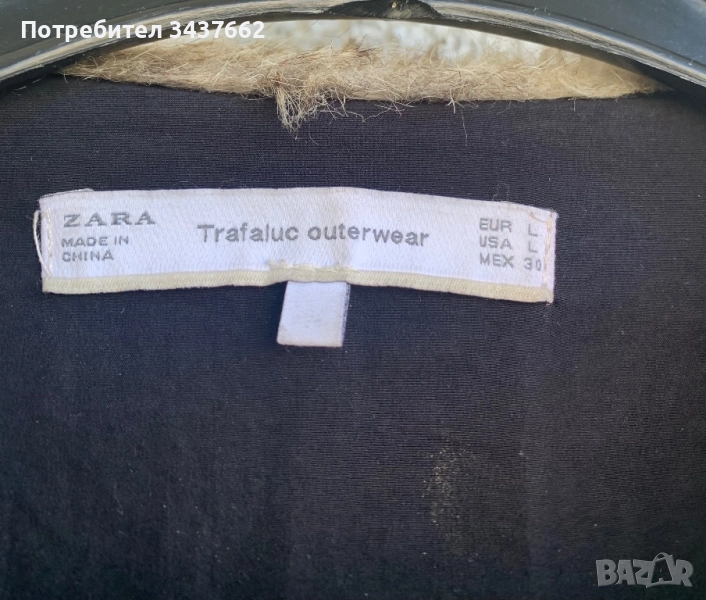 Потребител 3437662
ZARA
MADE IN
CHINA
Trafaluc outerwear
EUR L
USA L
MEX 30
BAZAR